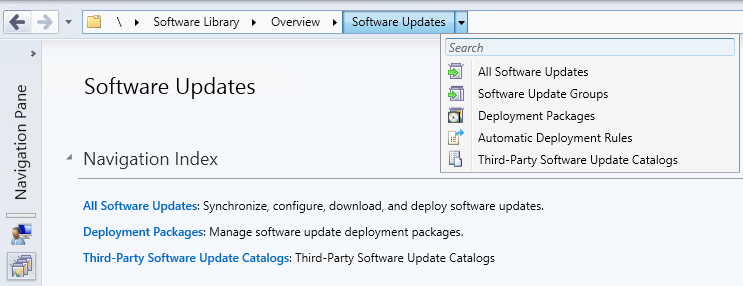 \ Software Library Overview Software Updates
Search
All Software Updates
Software Update Groups
Deployment Packages
Automatic Deployment Rules
Third-Party Software Update Catalogs
Navigation Pane
Software Updates
Navigation Index
All Software Updates: Synchronize, configure, download, and deploy software updates.
Deployment Packages: Manage software update deployment packages.
Third-Party Software Update Catalogs: Third-Party Software Update Catalogs